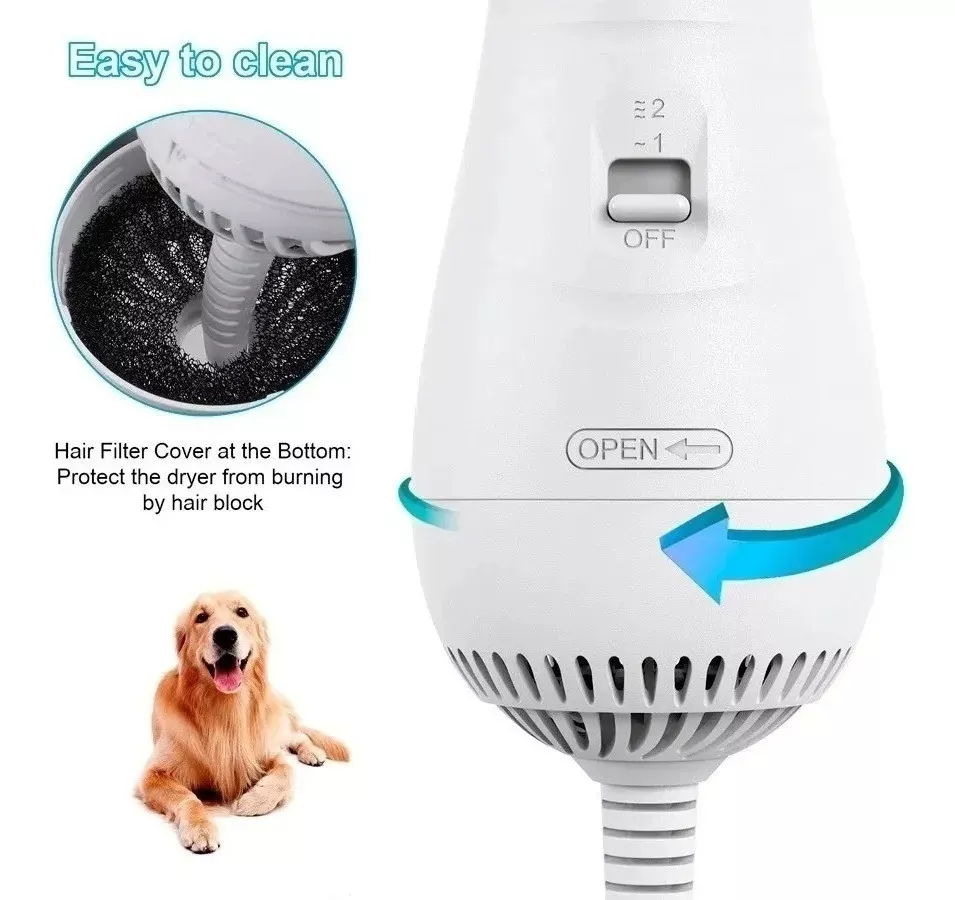 Easy to clean
≋ 2
~ 1
OFF
OPEN ←
Hair Filter Cover at the Bottom:
Protect the dryer from burning
by hair block